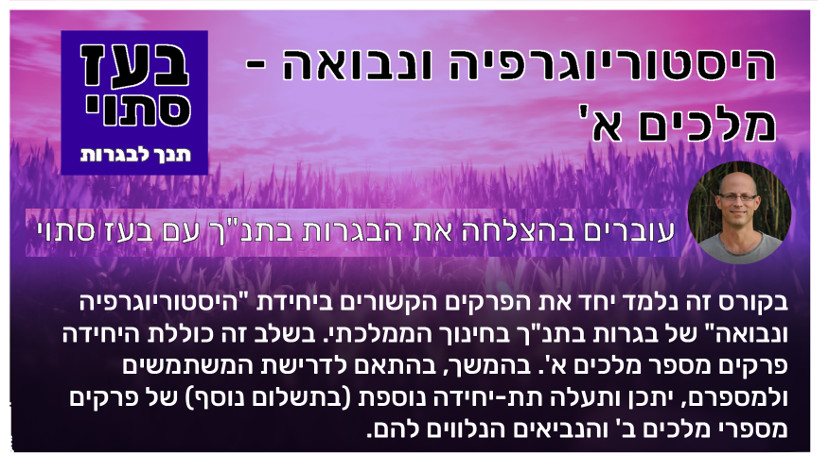 היסטוריוגרפיה ונבואה -
מלכים א'
בעז
סתוי
תנך לבגרות
עוברים בהצלחה את הבגרות בתנ"ך עם בעז סתוי
בקורס זה נלמד יחד את הפרקים הקשורים ביחידת "היסטוריוגרפיה
ונבואה" של בגרות בתנ"ך בחינוך הממלכתי. בשלב זה כוללת היחידה
פרקים מספר מלכים א'. בהמשך, בהתאם לדרישת המשתמשים
ולמספרם, יתכן ותעלה תת-יחידה נוספת (בתשלום נוסף) של פרקים
מספרי מלכים ב' והנביאים הנלווים להם.